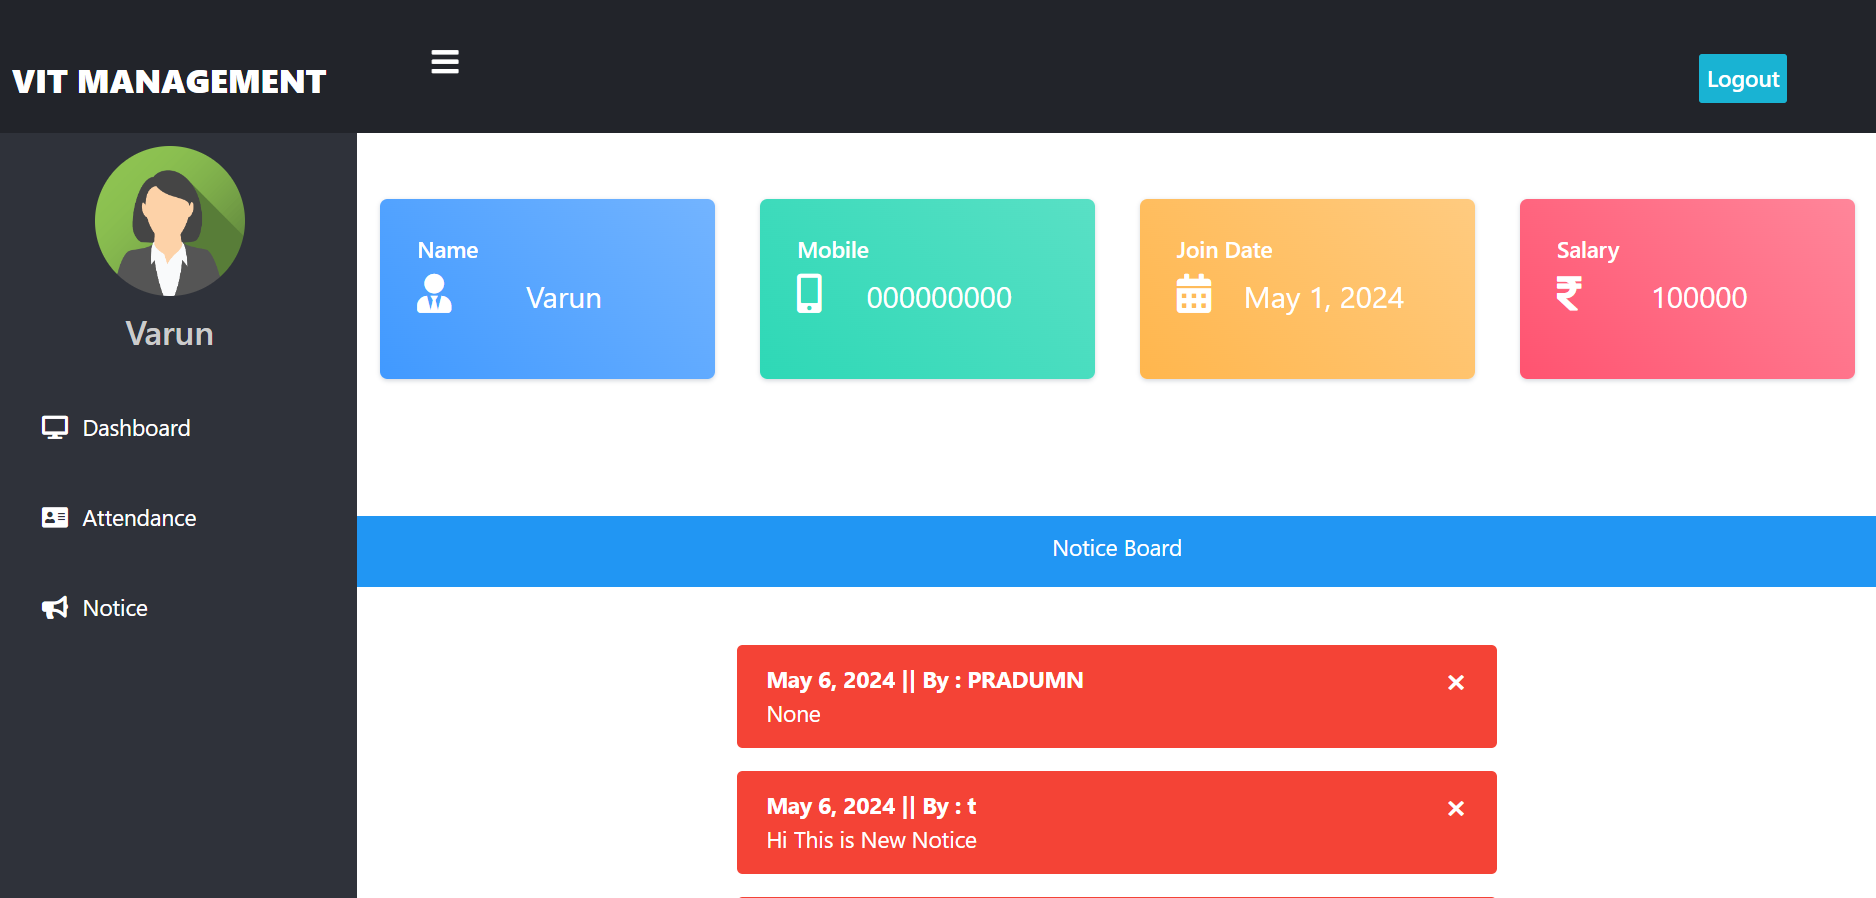 VIT MANAGEMENT
Logout
Varun
Dashboard
Attendance
Notice
Name
Varun
Mobile
000000000
Join Date
May 1, 2024
Salary
100000
Notice Board
May 6, 2024 || By : PRADUMN
None
May 6, 2024 || By : t
Hi This is New Notice